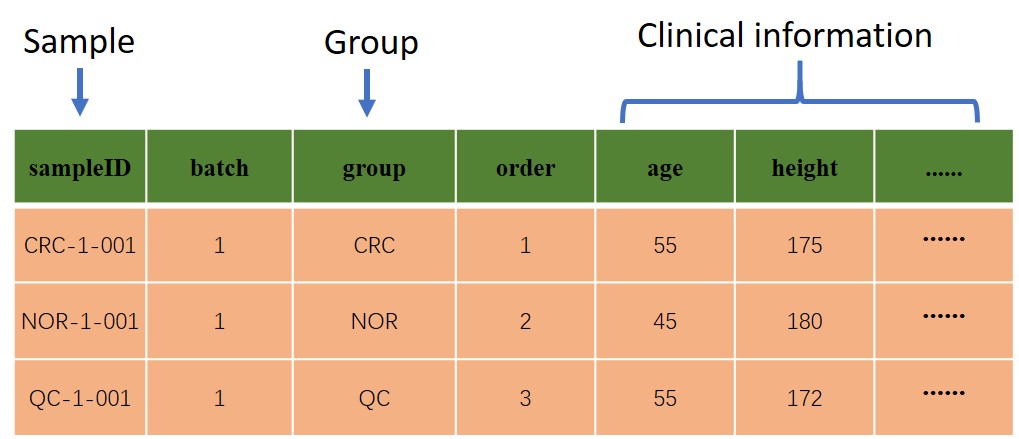 Sample Group Clinical information
sampleID batch group order age height ......
CRC-1-001 1 CRC 1 55 175 ......
NOR-1-001 1 NOR 2 45 180 ......
QC-1-001 1 QC 3 55 172 ......